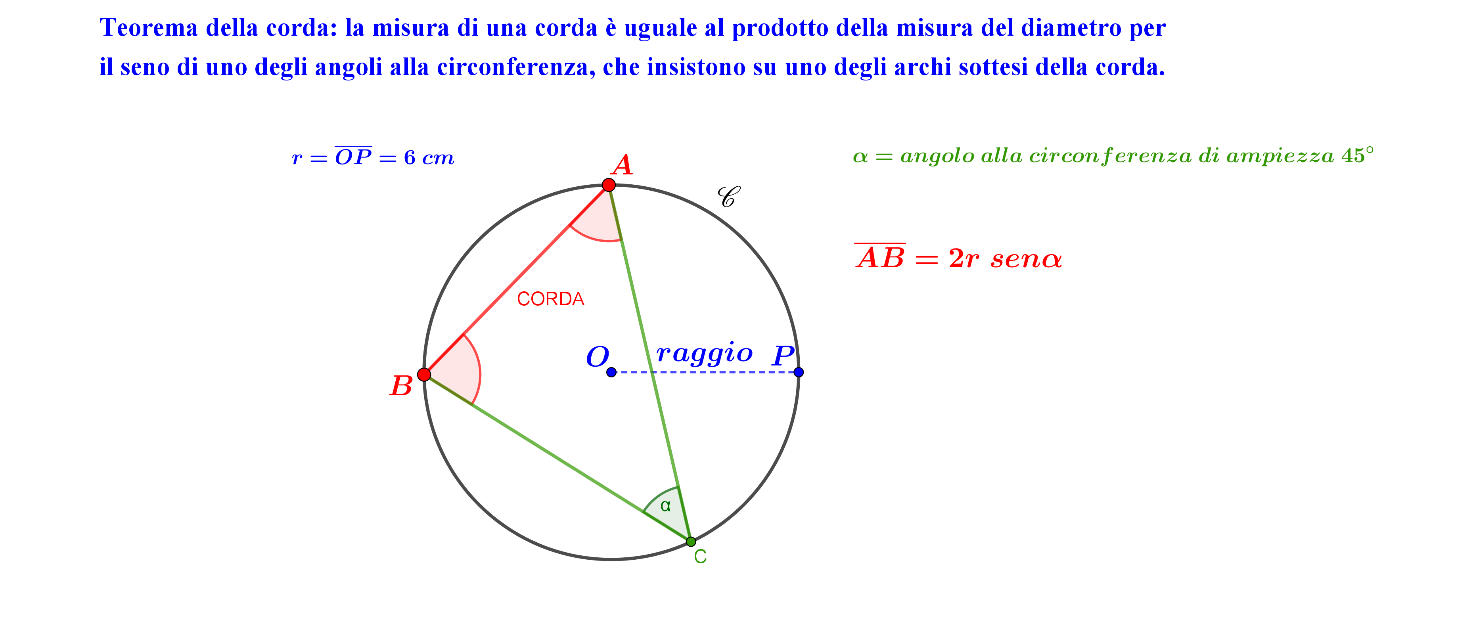 Teorema della corda: la misura di una corda è uguale al prodotto della misura del diametro per
il seno di uno degli angoli alla circonferenza, che insistono su uno degli archi sottesi della corda.
r = O̅P̅ = 6 cm
α = angolo alla circonferenza di ampiezza 45°
A
𝒞
A̅B̅ = 2r senα
CORDA
O
raggio
P
B
α
C